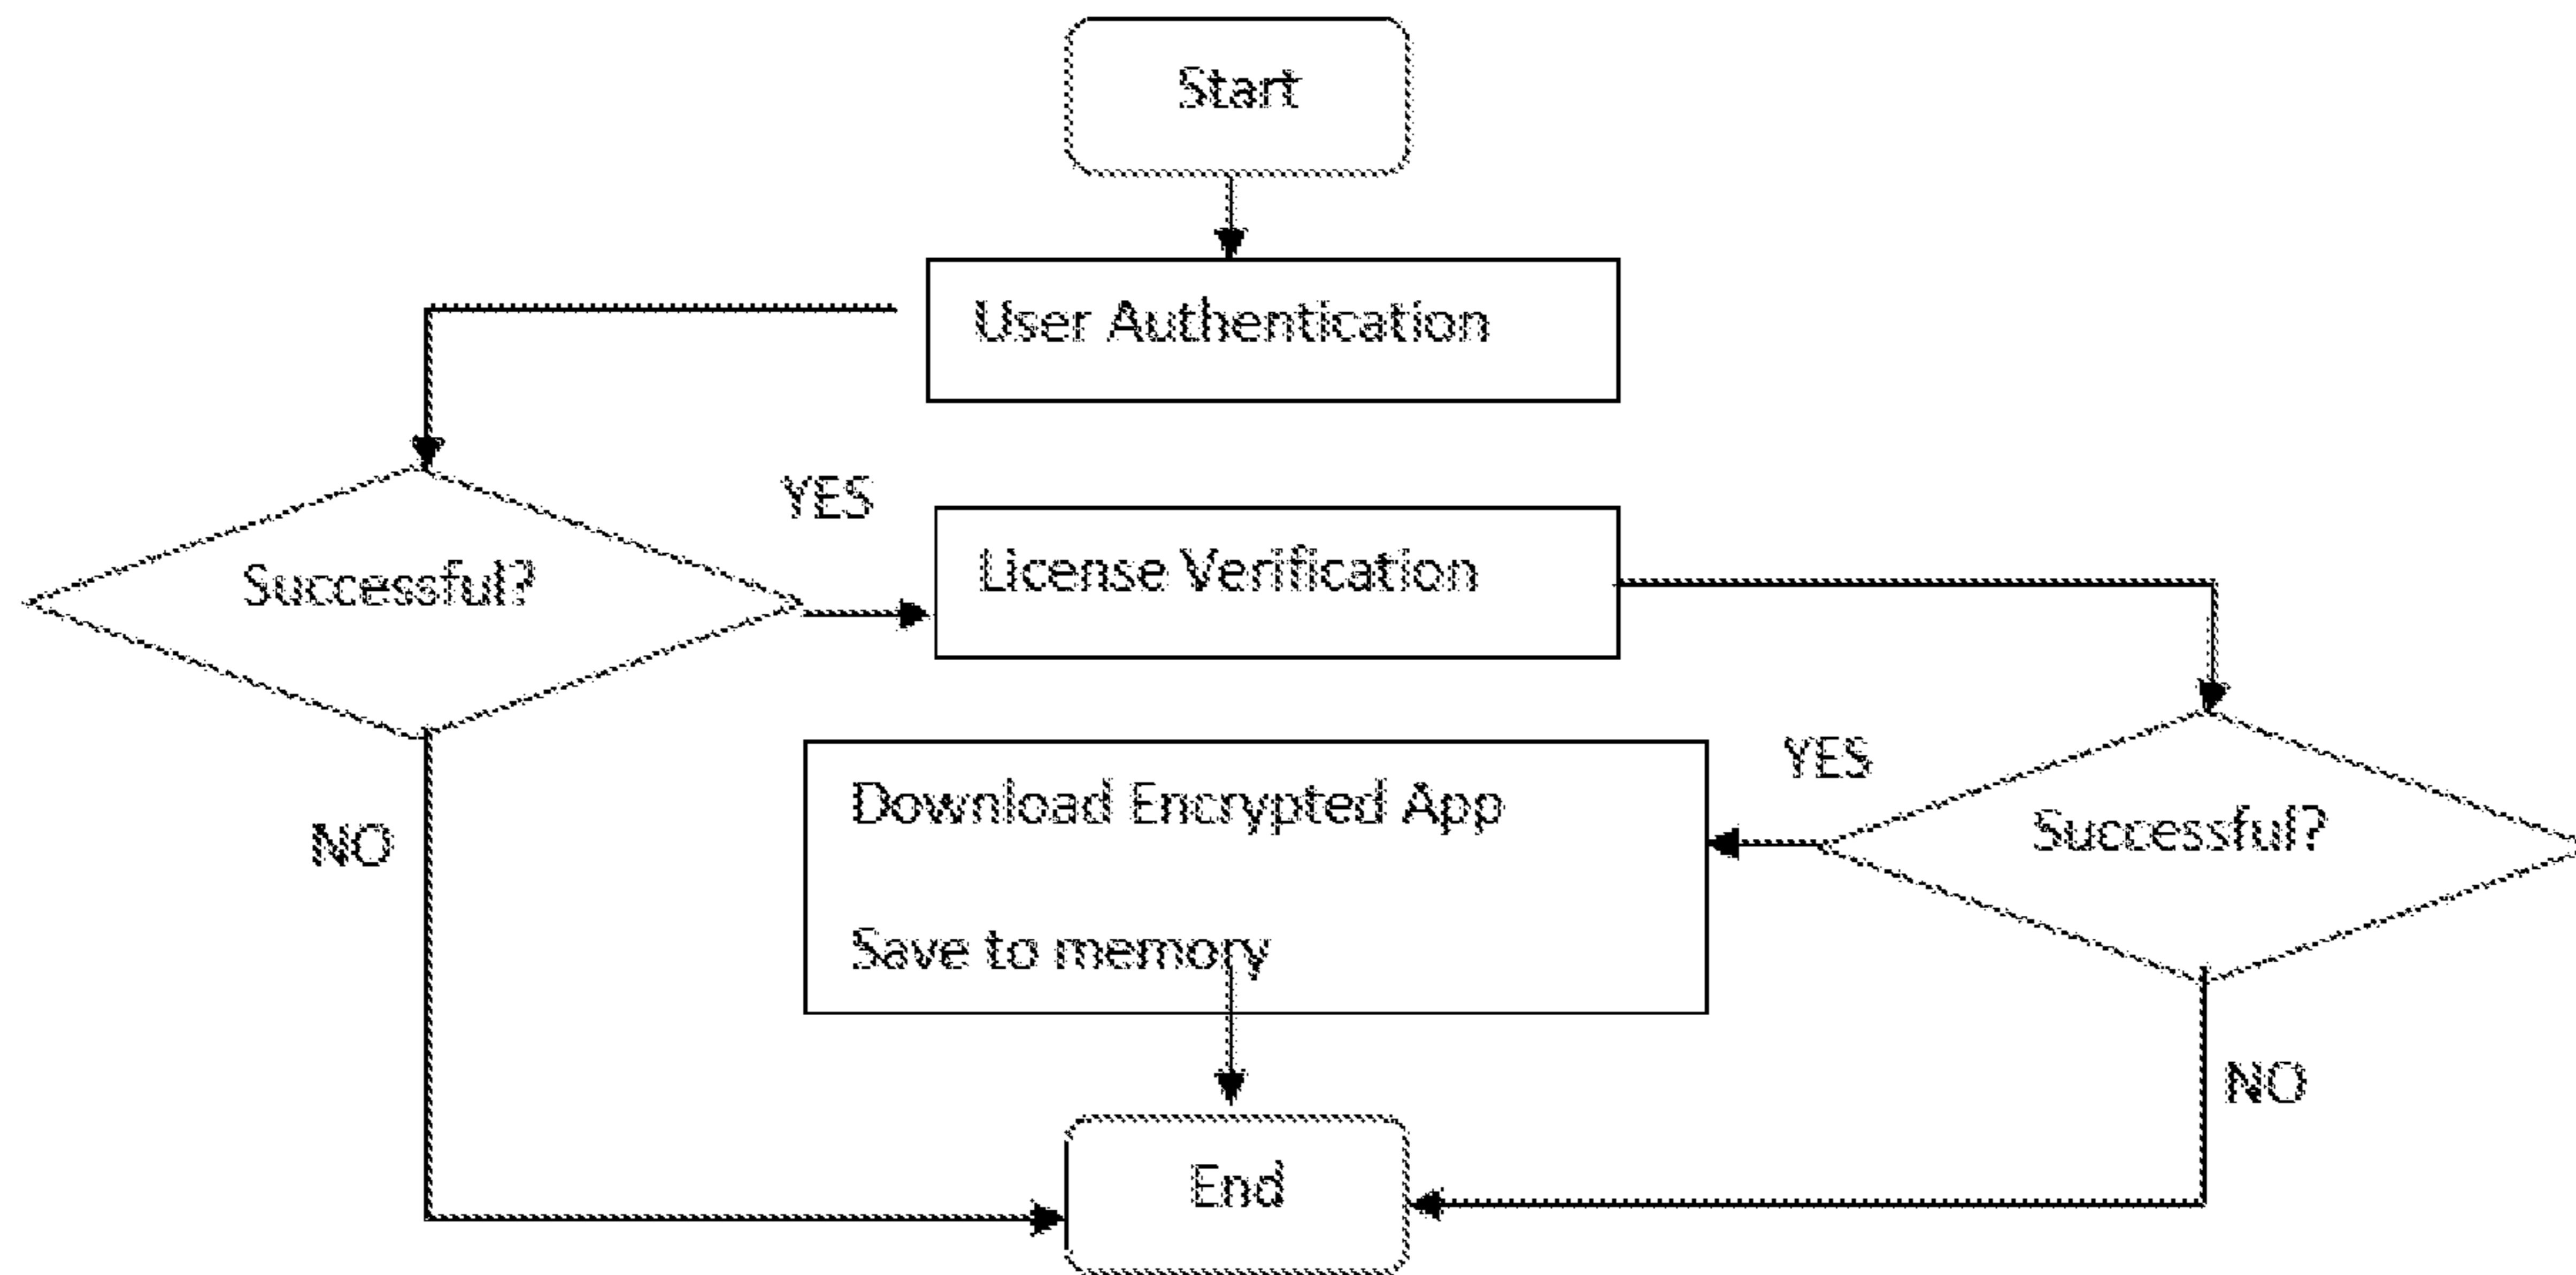 Start
User Authentication
YES
Successful?
License Verification
YES
Download Encrypted App
Successful?
NO
Save to memory
NO
End